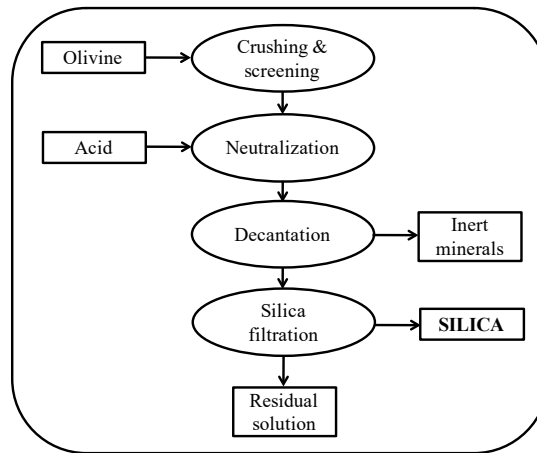 Olivine
Crushing &
screening
Acid
Neutralization
Decantation
Inert
minerals
Silica
filtration
SILICA
Residual
solution